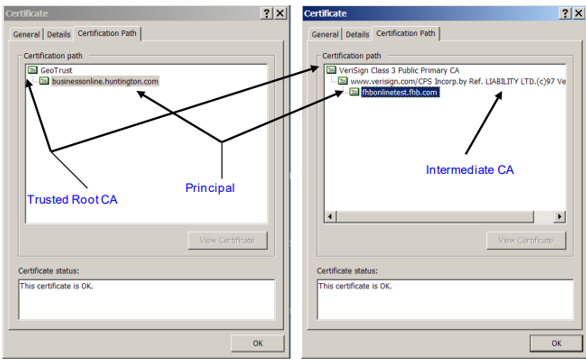 Certificate
General Details Certification Path
Certification path
GeoTrust
businessonline.huntington.com
Trusted Root CA
Principal
View Certificate
Certificate status:
This certificate is OK.
OK
Certificate
General Details Certification Path
Certification path
VeriSign Class 3 Public Primary CA
www.verisign.com/CPS Incorp.by Ref. LIABILITY LTD.(c)97 Ve
fhbonlinetest.fhb.com
Intermediate CA
View Certificate
Certificate status:
This certificate is OK.
OK